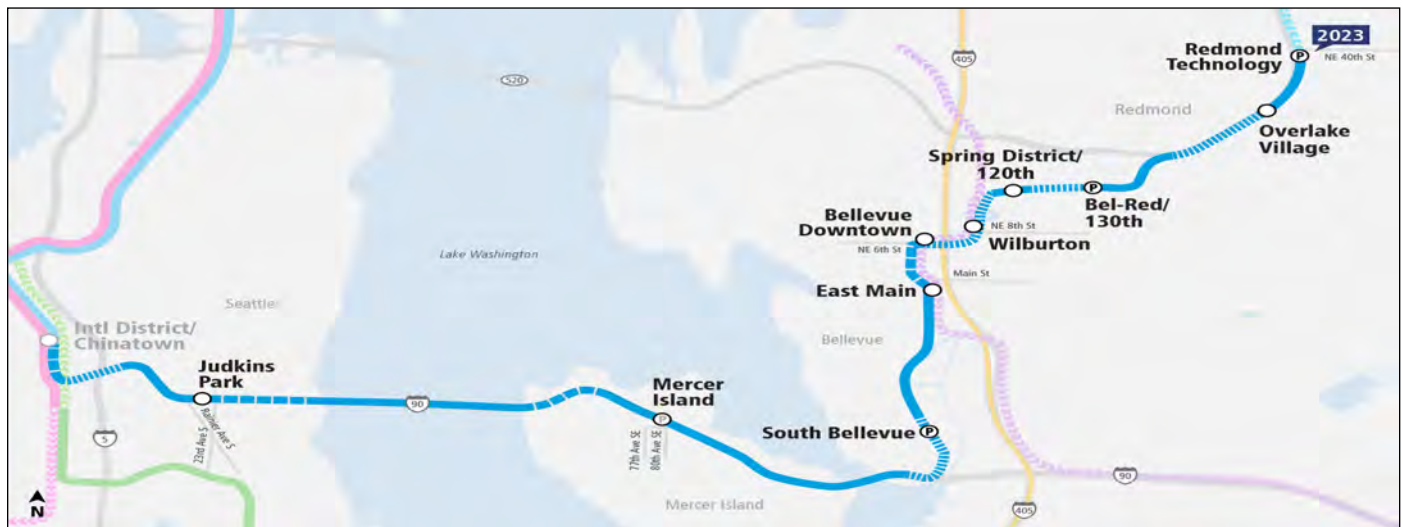 2023
Redmond
Technology
P
NE 40th St
405
520
Redmond
Overlake
Village
Spring District/
120th
P
Bel-Red/
130th
Bellevue
Downtown
NE 8th St
Wilburton
NE 6th St
Lake Washington
Main St
East Main
Seattle
Intl District/
Chinatown
Bellevue
Judkins
Park
Mercer
Island
90
P
Rainier Ave S
23rd Ave S
77th Ave SE
80th Ave SE
South Bellevue
P
5
90
N
Mercer Island
405